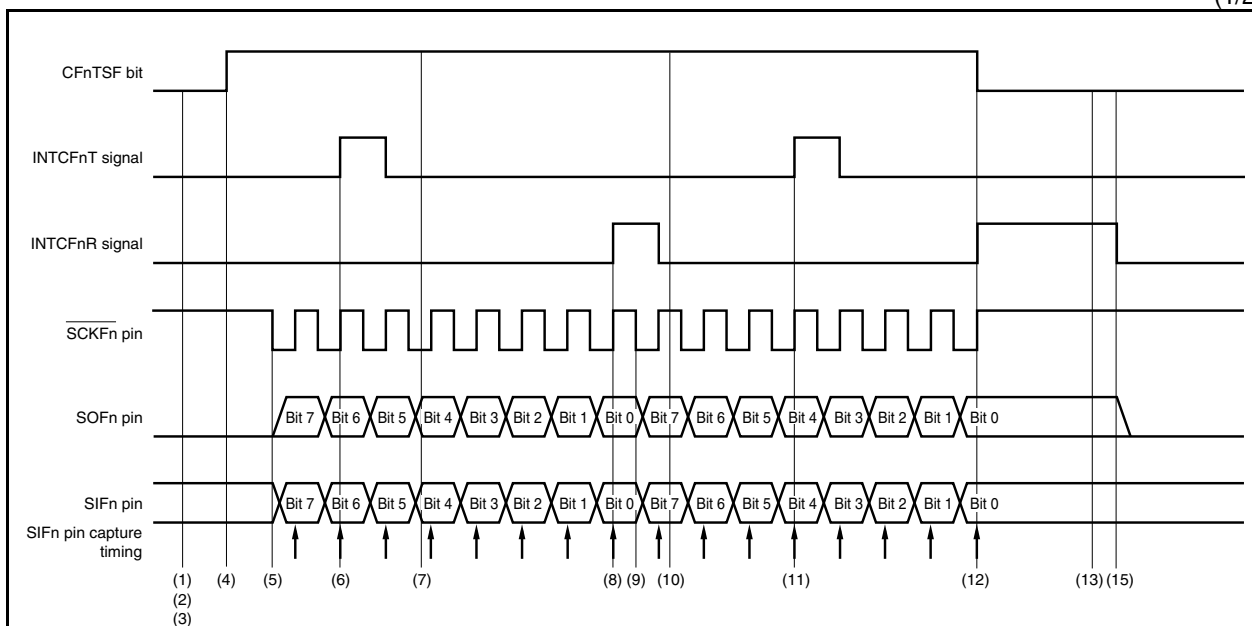 (1/2
CFnTSF bit
INTCFnT signal
INTCFnR signal
SCKFn pin
SOFn pin
Bit 7 Bit 6 Bit 5 Bit 4 Bit 3 Bit 2 Bit 1 Bit 0 Bit 7 Bit 6 Bit 5 Bit 4 Bit 3 Bit 2 Bit 1 Bit 0
SIFn pin
Bit 7 Bit 6 Bit 5 Bit 4 Bit 3 Bit 2 Bit 1 Bit 0 Bit 7 Bit 6 Bit 5 Bit 4 Bit 3 Bit 2 Bit 1 Bit 0
SIFn pin capture
timing
(1) (4) (5) (6) (7) (8) (9) (10) (11) (12) (13) (15)
(2)
(3)